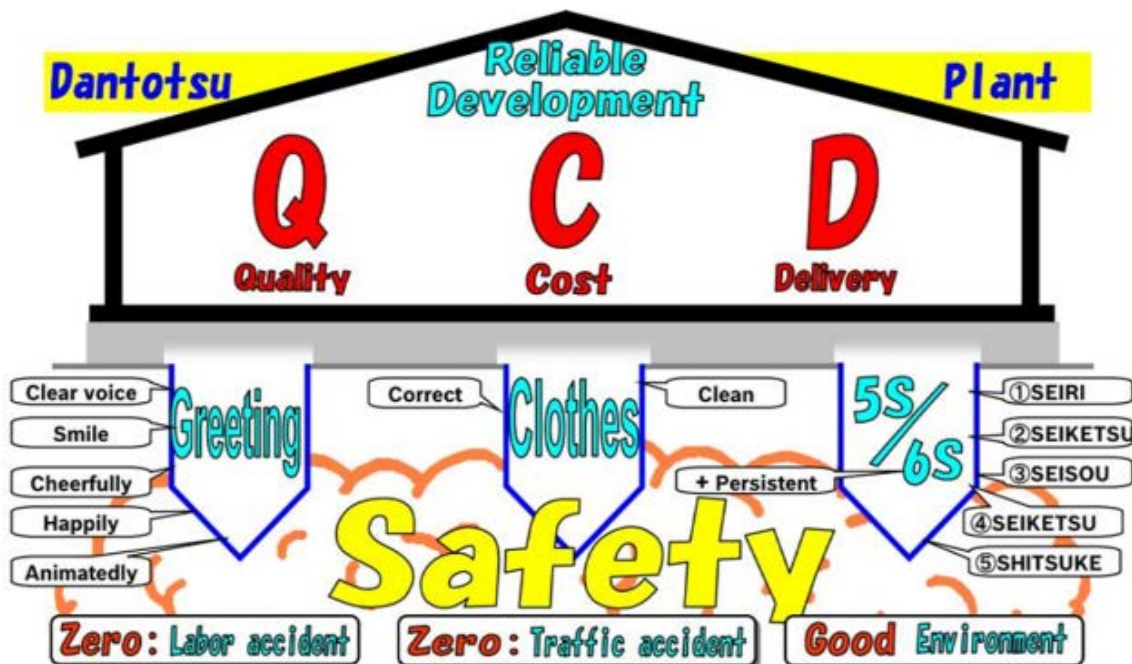 Dantotsu
Reliable
Development
Plant
Q
C
D
Quality
Cost
Delivery
Greeting
Clear voice
Smile
Cheerfully
Happily
Animatedly
Clothes
Correct
Clean
5S/6S
+ Persistent
①SEIRI
②SEIKETSU
③SEISOU
④SEIKETSU
⑤SHITSUKE
Safety
Zero: Labor accident
Zero: Traffic accident
Good Environment